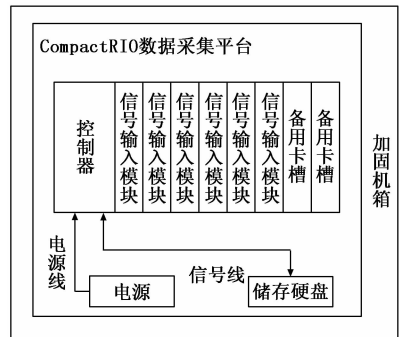 CompactRIO数据采集平台
控制器
信号输入模块
信号输入模块
信号输入模块
信号输入模块
信号输入模块
信号输入模块
备用卡槽
备用卡槽
加固机箱
电源线
信号线
电源
储存硬盘